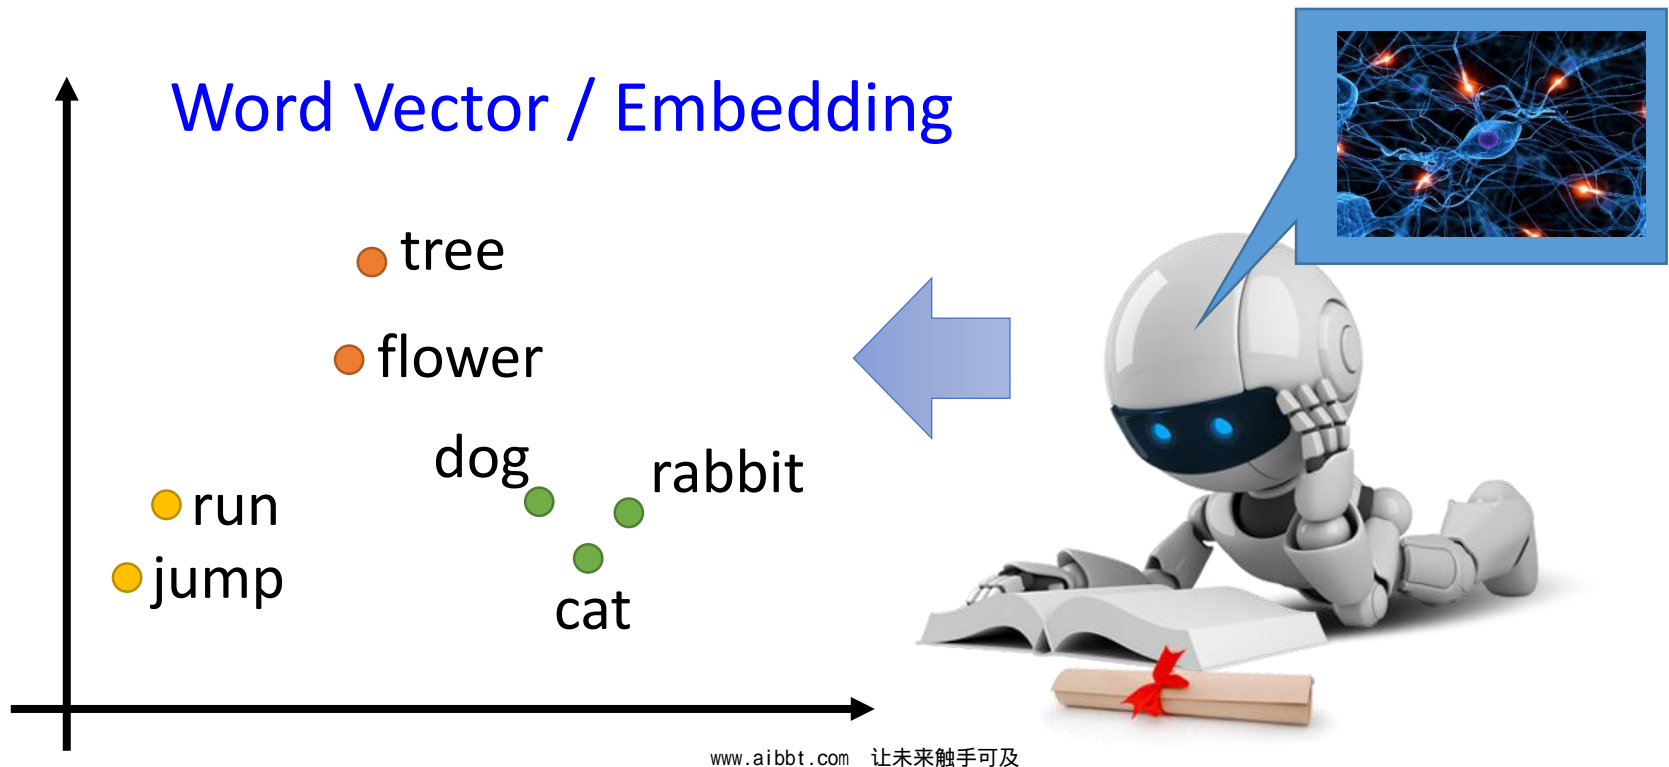 Word Vector / Embedding
tree
flower
dog
rabbit
run
jump
cat
www.aibbt.com 让未来触手可及